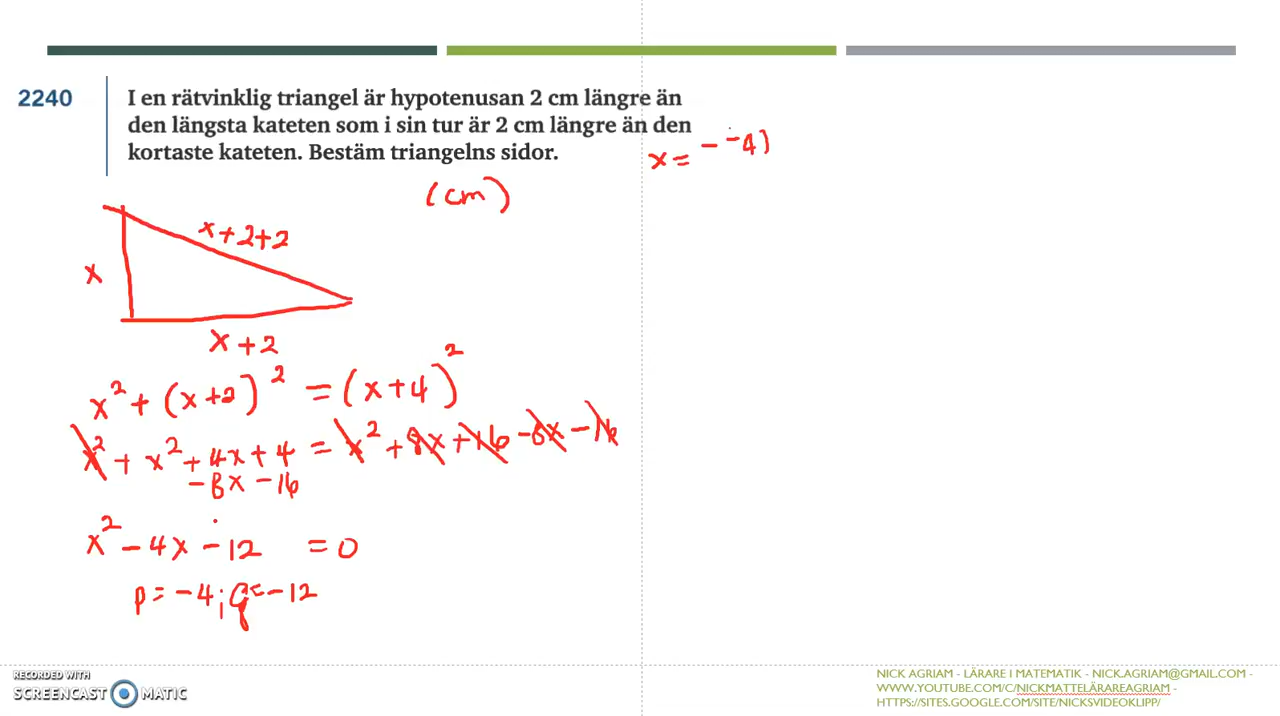 2240
I en rätvinklig triangel är hypotenusan 2 cm längre än
den längsta kateten som i sin tur är 2 cm längre än den
kortaste kateten. Bestäm triangelns sidor.
x = - -4)
(cm)
x+2+2
x
x+2
x² + (x+2)² = (x+4)²
x² + x² + 4x + 4 = x² + 8x + 16 - 8x - 16
- 8x - 16
x² - 4x - 12 = 0
p = -4 ; q = -12
RECORDED WITH
SCREENCAST MATIC
NICK AGRIAM - LÄRARE I MATEMATIK - NICK.AGRIAM@GMAIL.COM -
WWW.YOUTUBE.COM/C/NICKMATTELÄRAREAGRIAM -
HTTPS://SITES.GOOGLE.COM/SITE/NICKSVIDEOKLIPP/